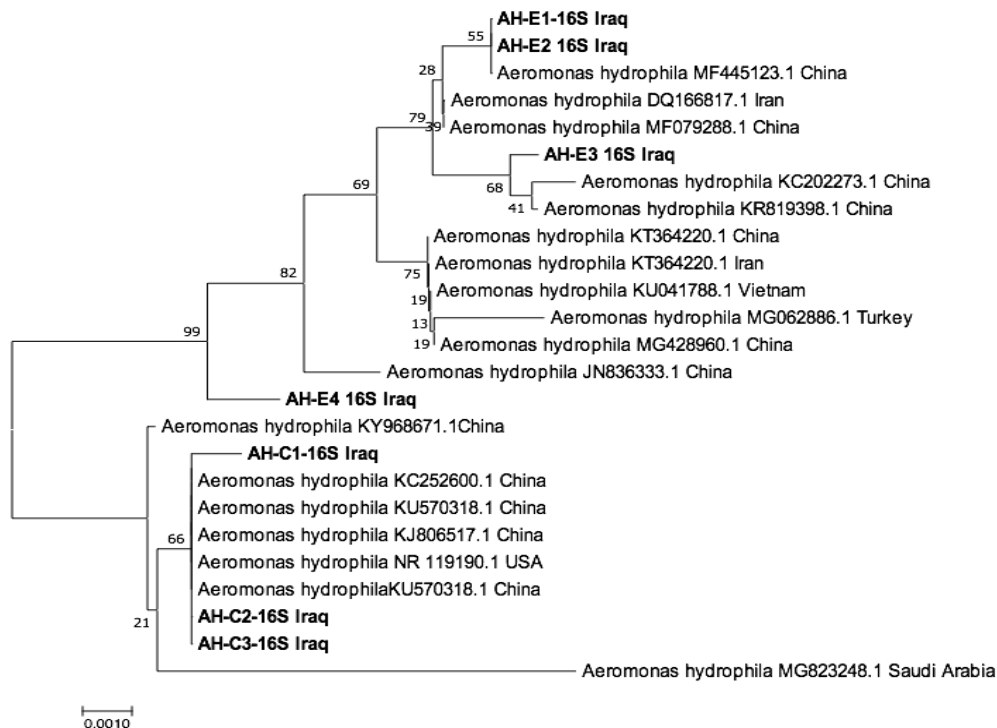 AH-E1-16S Iraq
55
AH-E2 16S Iraq
Aeromonas hydrophila MF445123.1 China
28
Aeromonas hydrophila DQ166817.1 Iran
79
39
Aeromonas hydrophila MF079288.1 China
AH-E3 16S Iraq
68
Aeromonas hydrophila KC202273.1 China
69
41
Aeromonas hydrophila KR819398.1 China
Aeromonas hydrophila KT364220.1 China
75
Aeromonas hydrophila KT364220.1 Iran
82
19
Aeromonas hydrophila KU041788.1 Vietnam
13
Aeromonas hydrophila MG062886.1 Turkey
99
19
Aeromonas hydrophila MG428960.1 China
Aeromonas hydrophila JN836333.1 China
AH-E4 16S Iraq
Aeromonas hydrophila KY968671.1China
AH-C1-16S Iraq
Aeromonas hydrophila KC252600.1 China
Aeromonas hydrophila KU570318.1 China
66
Aeromonas hydrophila KJ806517.1 China
Aeromonas hydrophila NR 119190.1 USA
Aeromonas hydrophilaKU570318.1 China
21
AH-C2-16S Iraq
AH-C3-16S Iraq
Aeromonas hydrophila MG823248.1 Saudi Arabia
0.0010